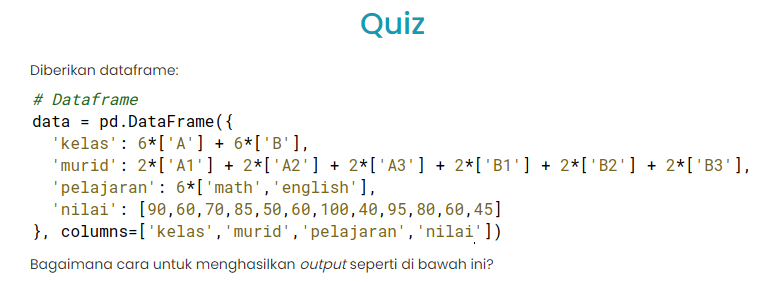 Quiz
Diberikan dataframe:
# Dataframe
data = pd.DataFrame({
  'kelas': 6*['A'] + 6*['B'],
  'murid': 2*['A1'] + 2*['A2'] + 2*['A3'] + 2*['B1'] + 2*['B2'] + 2*['B3'],
  'pelajaran': 6*['math','english'],
  'nilai': [90,60,70,85,50,60,100,40,95,80,60,45]
}, columns=['kelas','murid','pelajaran','nilai'])
Bagaimana cara untuk menghasilkan output seperti di bawah ini?